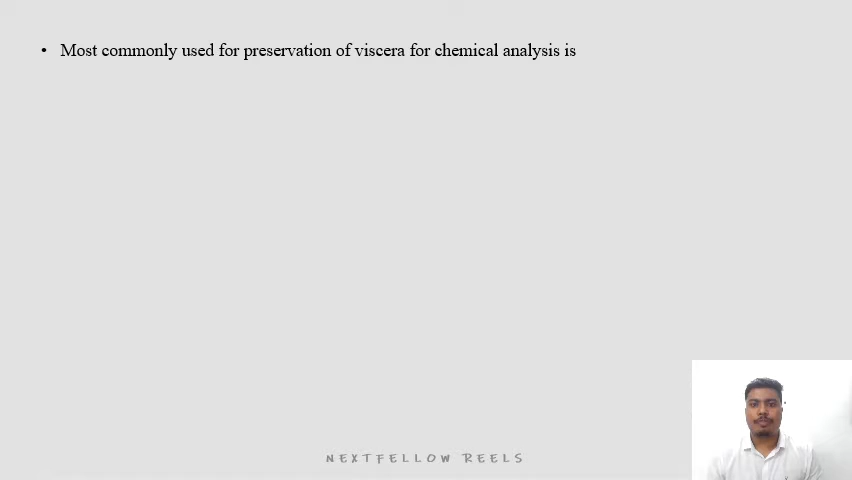 • Most commonly used for preservation of viscera for chemical analysis is
NEXTFELLOW REELS